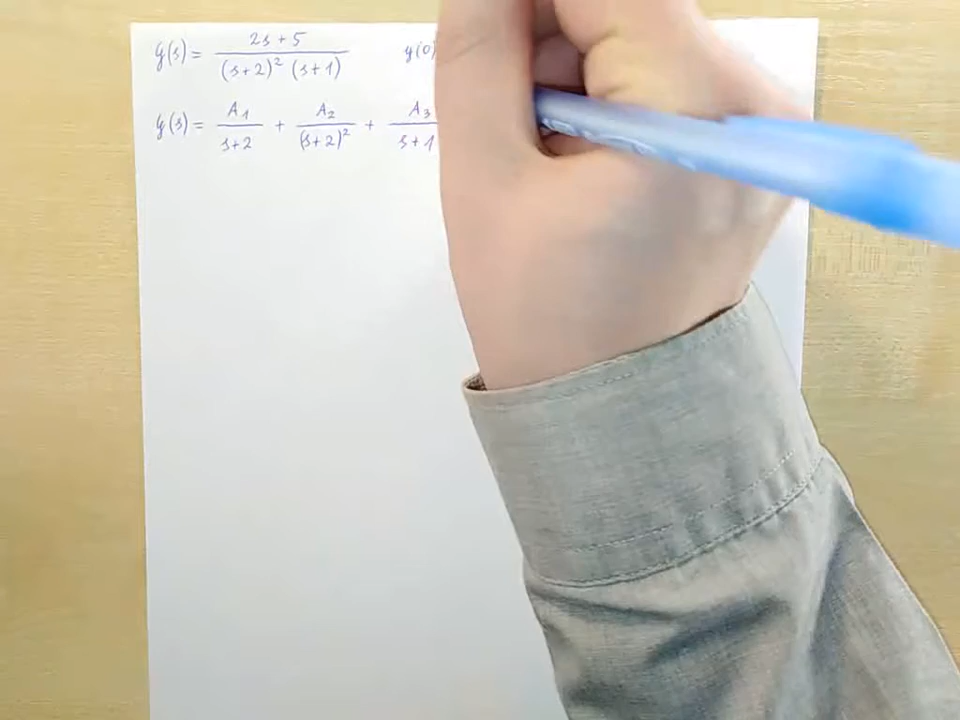 y(s) = (2s + 5) / ((s+2)² (s+1)) y(0)
y(s) = A₁ / (s+2) + A₂ / (s+2)² + A₃ / (s+1)